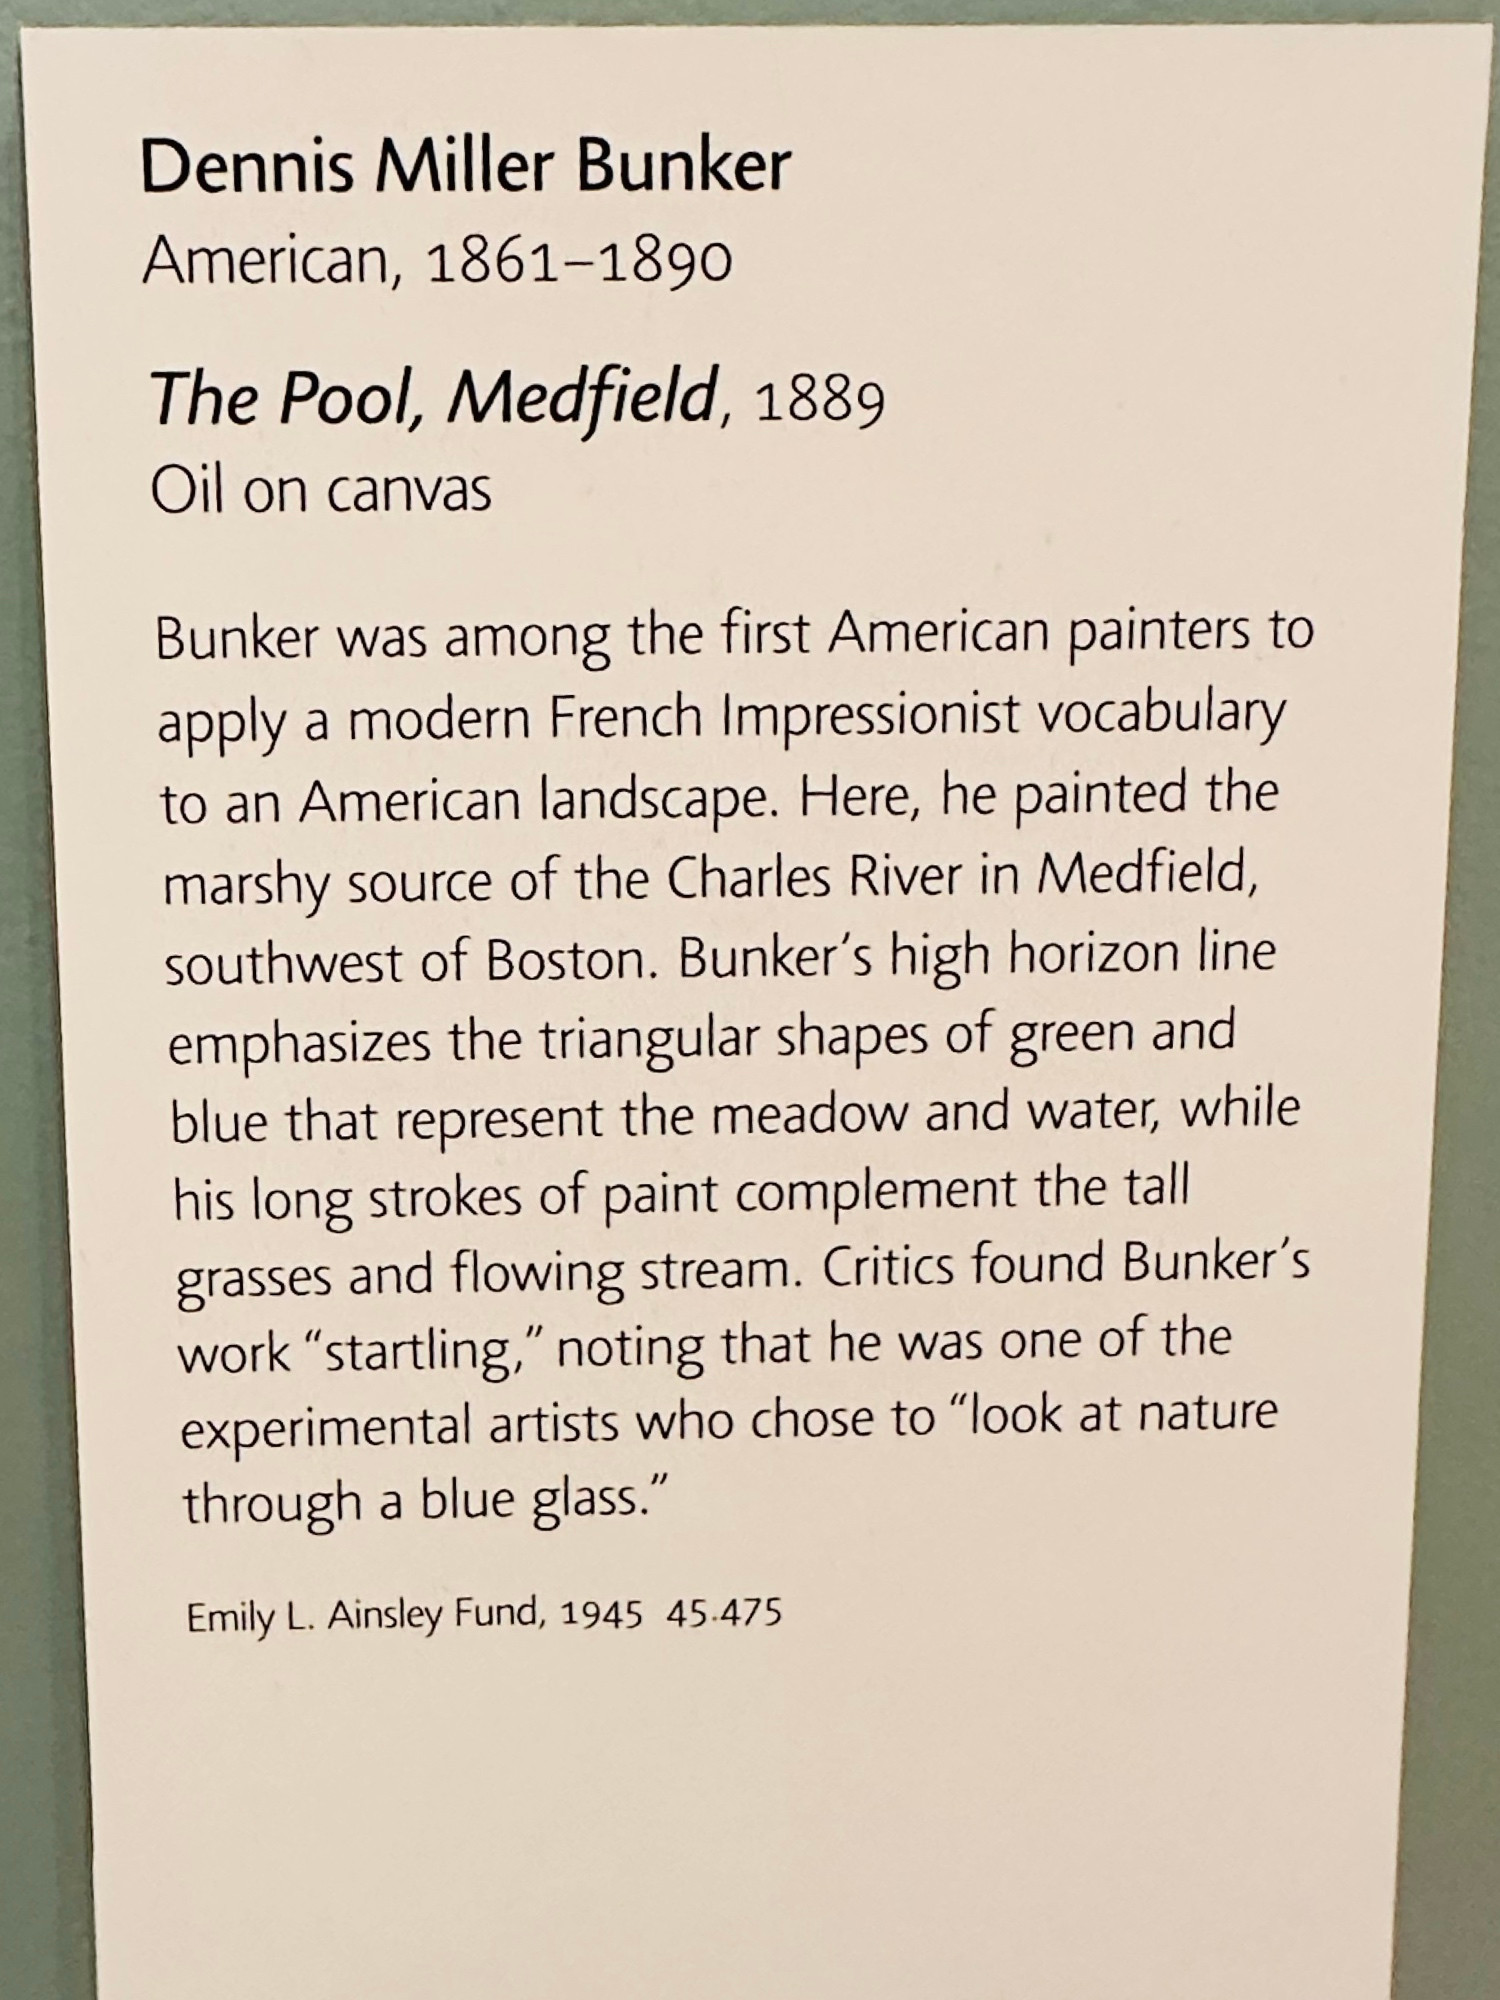 Dennis Miller Bunker
American, 1861–1890
The Pool, Medfield, 1889
Oil on canvas
Bunker was among the first American painters to
apply a modern French Impressionist vocabulary
to an American landscape. Here, he painted the
marshy source of the Charles River in Medfield,
southwest of Boston. Bunker’s high horizon line
emphasizes the triangular shapes of green and
blue that represent the meadow and water, while
his long strokes of paint complement the tall
grasses and flowing stream. Critics found Bunker’s
work “startling,” noting that he was one of the
experimental artists who chose to “look at nature
through a blue glass.”
Emily L. Ainsley Fund, 1945 45.475